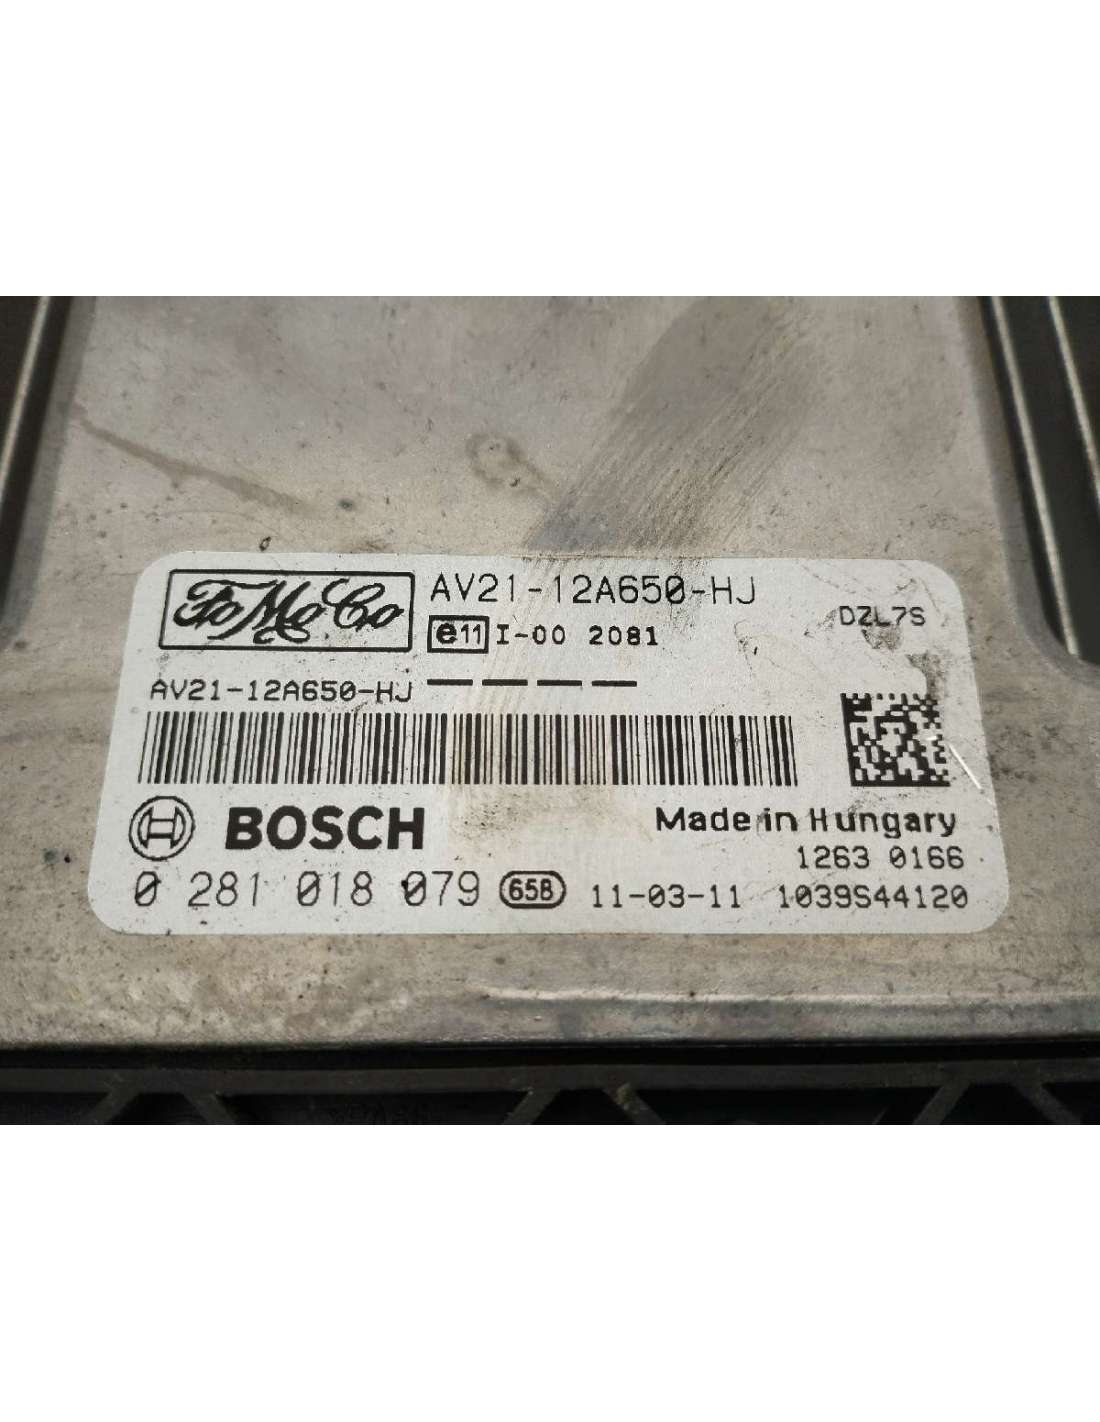 FoMoCo AV21-12A650-HJ
e11 I-00 2081 DZL7S
AV21-12A650-HJ
BOSCH Made in Hungary
1263 0166
0 281 018 079 658 11-03-11 1039S44120